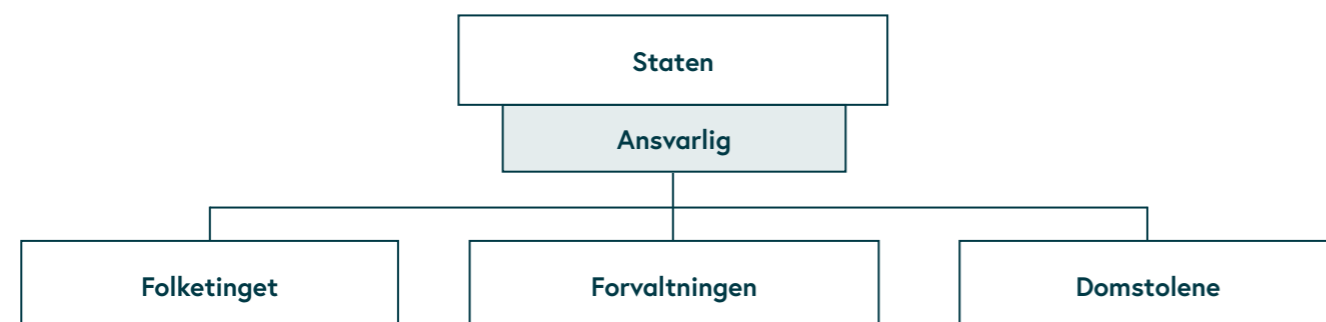 Staten
Ansvarlig
Folketinget
Forvaltningen
Domstolene